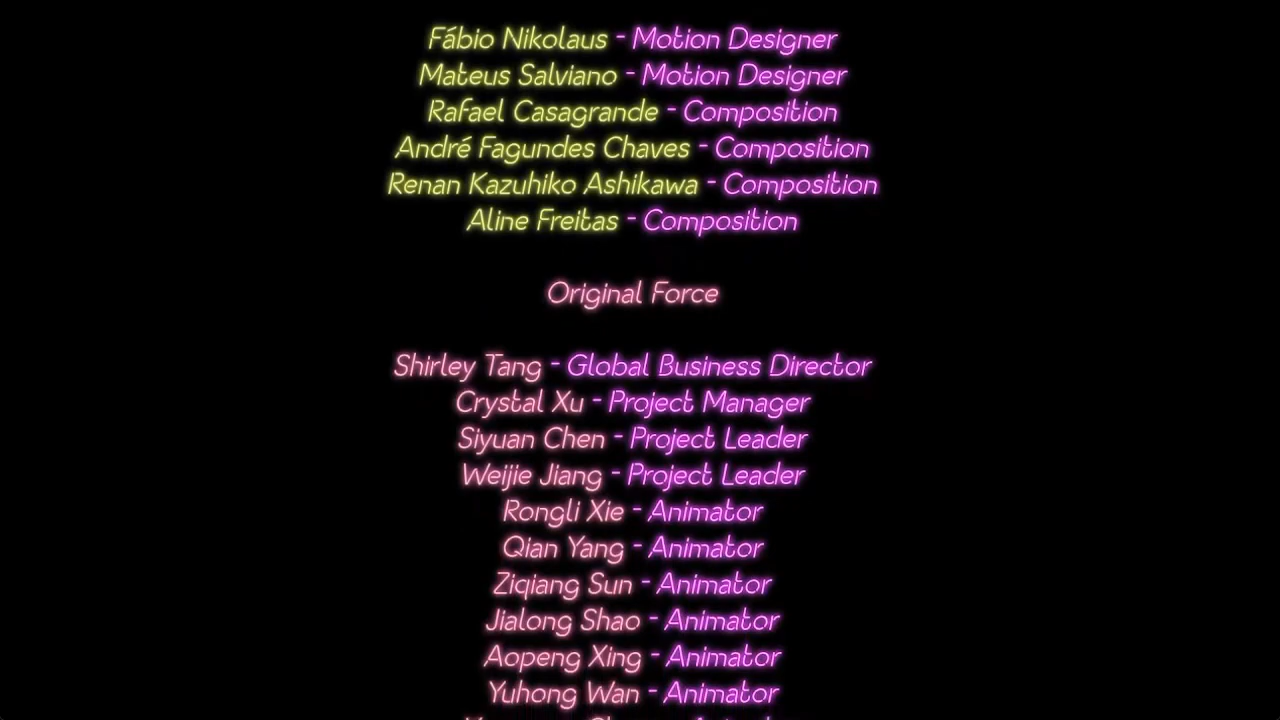 Fábio Nikolaus - Motion Designer
Mateus Salviano - Motion Designer
Rafael Casagrande - Composition
André Fagundes Chaves - Composition
Renan Kazuhiko Ashikawa - Composition
Aline Freitas - Composition
Original Force
Shirley Tang - Global Business Director
Crystal Xu - Project Manager
Siyuan Chen - Project Leader
Weijie Jiang - Project Leader
Rongli Xie - Animator
Qian Yang - Animator
Ziqiang Sun - Animator
Jialong Shao - Animator
Aopeng Xing - Animator
Yuhong Wan - Animator